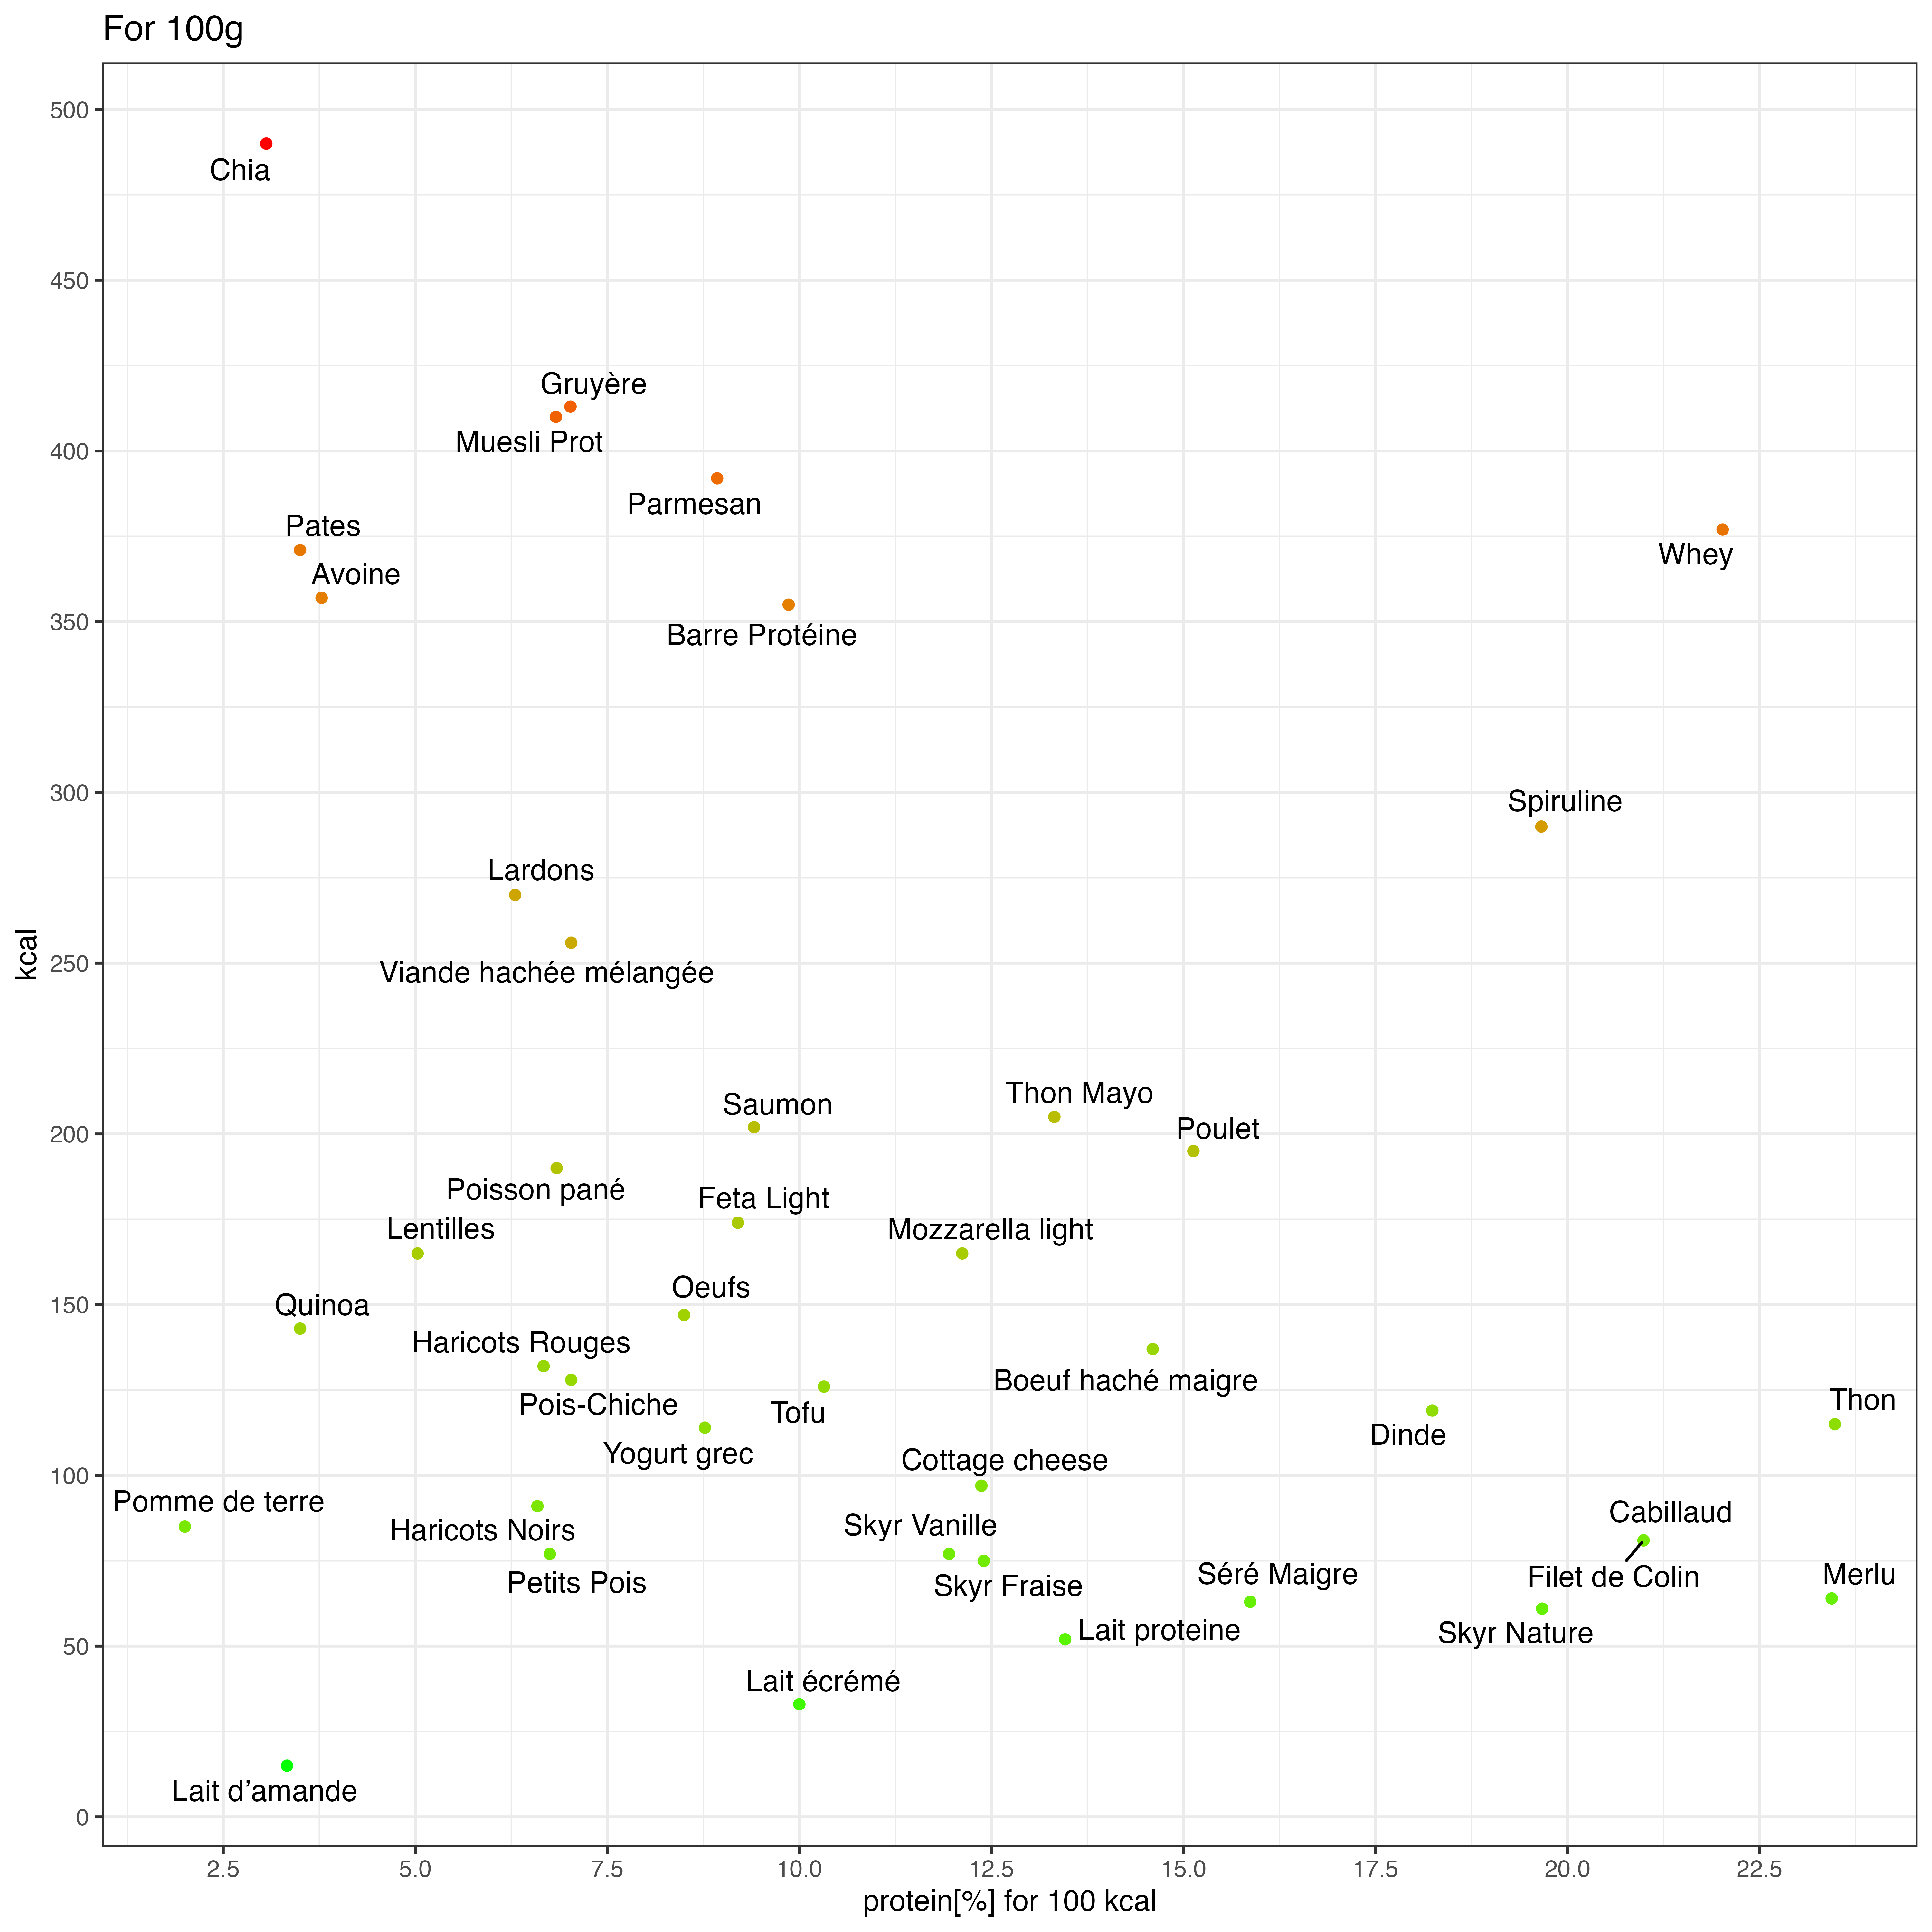 For 100g
500
Chia
450
Gruyère
Muesli Prot
400
Parmesan
Pates
Whey
Avoine
350
Barre Protéine
300
Spiruline
Lardons
kcal
250
Viande hachée mélangée
Saumon
Thon Mayo
Poulet
200
Poisson pané
Feta Light
Lentilles
Mozzarella light
Oeufs
150
Quinoa
Haricots Rouges
Boeuf haché maigre
Pois-Chiche
Tofu
Thon
Dinde
Yogurt grec
Cottage cheese
100
Pomme de terre
Cabillaud
Haricots Noirs
Skyr Vanille
Petits Pois
Skyr Fraise
Séré Maigre
Filet de Colin
Merlu
Lait proteine
Skyr Nature
50
Lait écrémé
Lait d’amande
0
2.5 5.0 7.5 10.0 12.5 15.0 17.5 20.0 22.5
protein[%] for 100 kcal